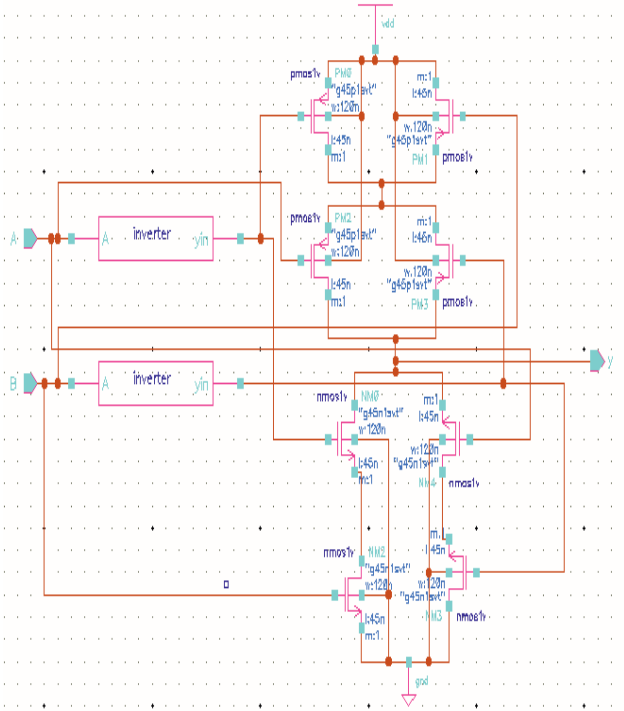 vdd
pmos1v
PM0
"g45p1svt"
w:120n
l:45n
m:1
m:1
l:45n
w:120n
"g45p1svt"
PM1
pmos1v
pmos1v
PM2
"g45p1svt"
w:120n
l:45n
m:1
m:1
l:45n
w:120n
"g45p1svt"
PM3
pmos1v
A
A
inverter
yin
B
A
inverter
yin
y
nmos1v
NM0
"g45n1svt"
w:120n
l:45n
m:1
m:1
l:45n
w:120n
"g45n1svt"
nmos1v
nmos1v
NM2
"g45n1svt"
w:120n
l:45n
m:1
45n
w:120n
"g45n1svt"
NM3
nmos1v
gnd